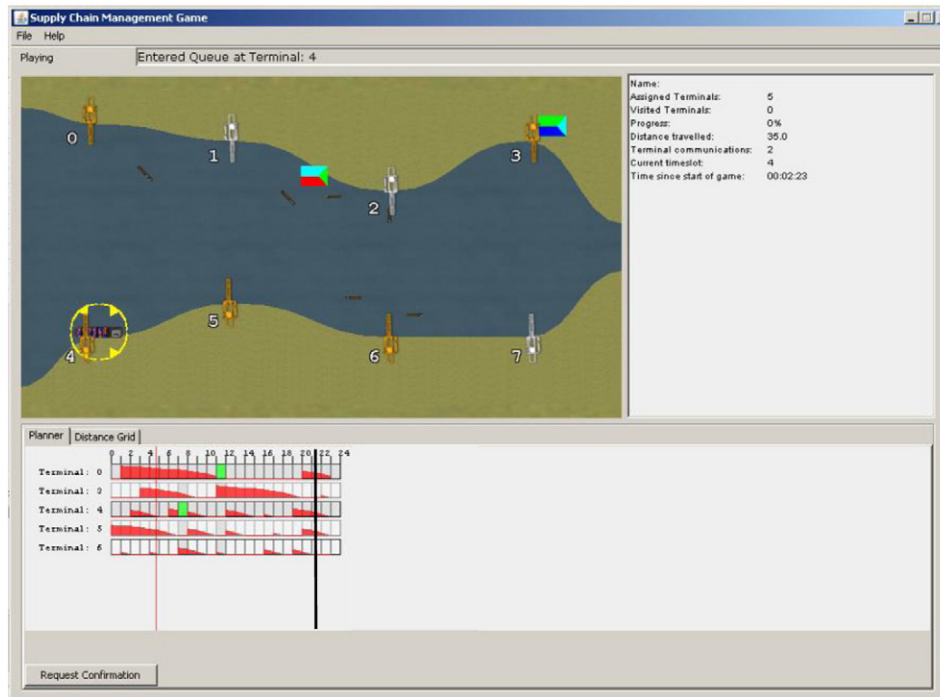 Supply Chain Management Game
File Help
Playing Entered Queue at Terminal: 4
Name:
Assigned Terminals: 5
Visited Terminals: 0
Progress: 0%
Distance travelled: 35.0
Terminal communications: 2
Current timeslot: 4
Time since start of game: 00:02:23
0
1
2
3
4
5
6
7
Planner Distance Grid
0 2 4 6 8 10 12 14 16 18 20 22 24
Terminal: 0
Terminal: 3
Terminal: 4
Terminal: 5
Terminal: 6
Request Confirmation